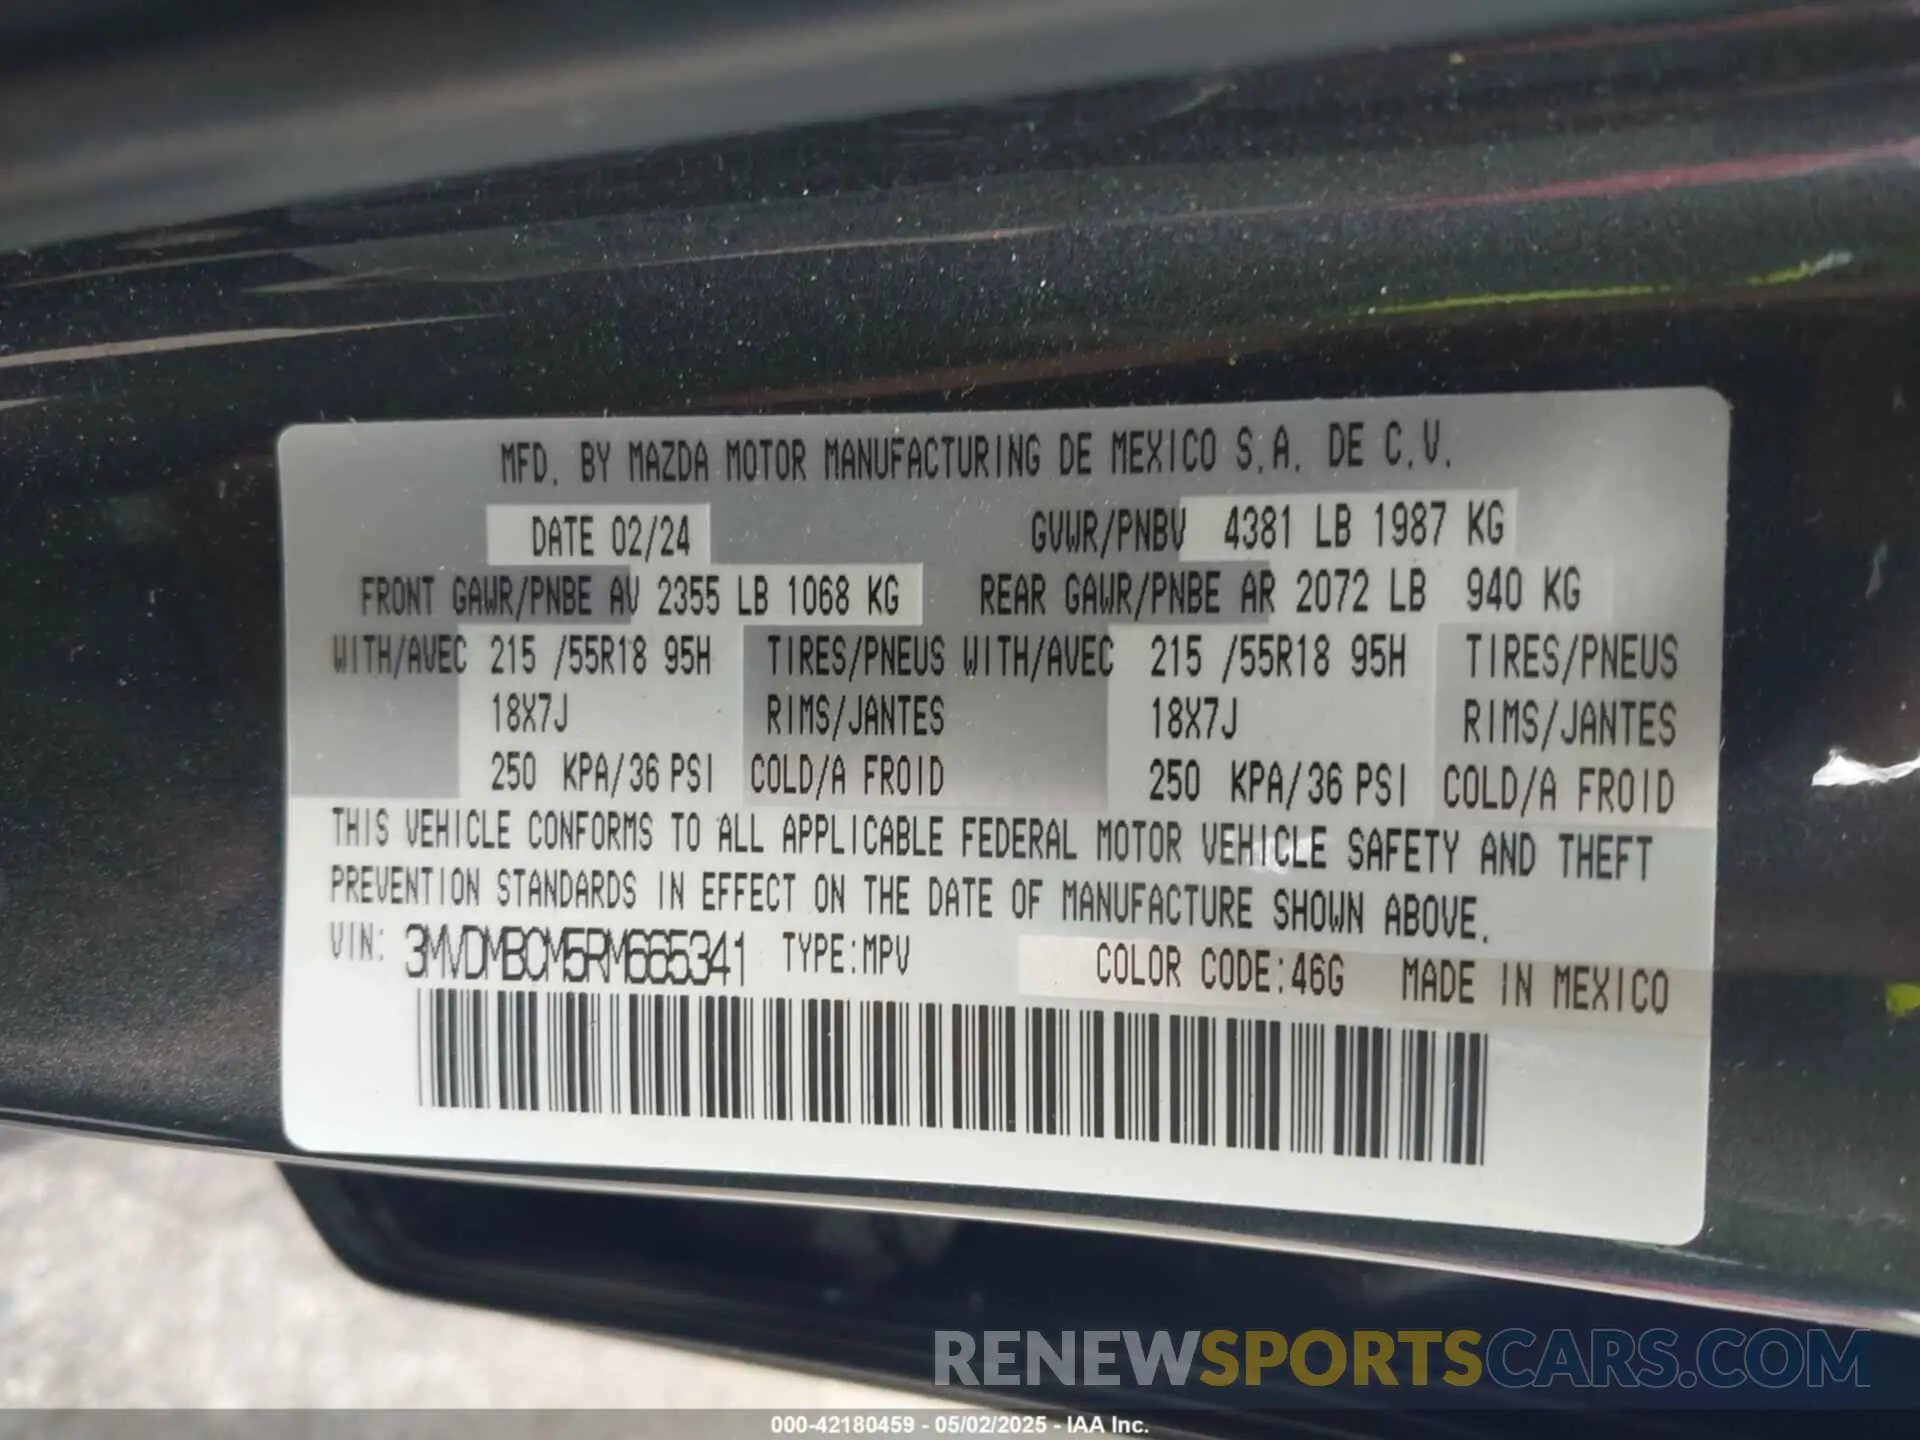 MFD. BY MAZDA MOTOR MANUFACTURING DE MEXICO S.A. DE C.V.
DATE 02/24 GVWR/PNBV 4381 LB 1987 KG
FRONT GAWR/PNBE AV 2355 LB 1068 KG REAR GAWR/PNBE AR 2072 LB 940 KG
WITH/AVEC 215 /55R18 95H TIRES/PNEUS WITH/AVEC 215 /55R18 95H TIRES/PNEUS
18X7J RIMS/JANTES 18X7J RIMS/JANTES
250 KPA/36 PSI COLD/A FROID 250 KPA/36 PSI COLD/A FROID
THIS VEHICLE CONFORMS TO ALL APPLICABLE FEDERAL MOTOR VEHICLE SAFETY AND THEFT
PREVENTION STANDARDS IN EFFECT ON THE DATE OF MANUFACTURE SHOWN ABOVE.
VIN: 3MVDMBCM5RM665341 TYPE:MPV COLOR CODE:46G MADE IN MEXICO
RENEWSPORTSCARS.COM
000-42180459 - 05/02/2025 - IAA Inc.